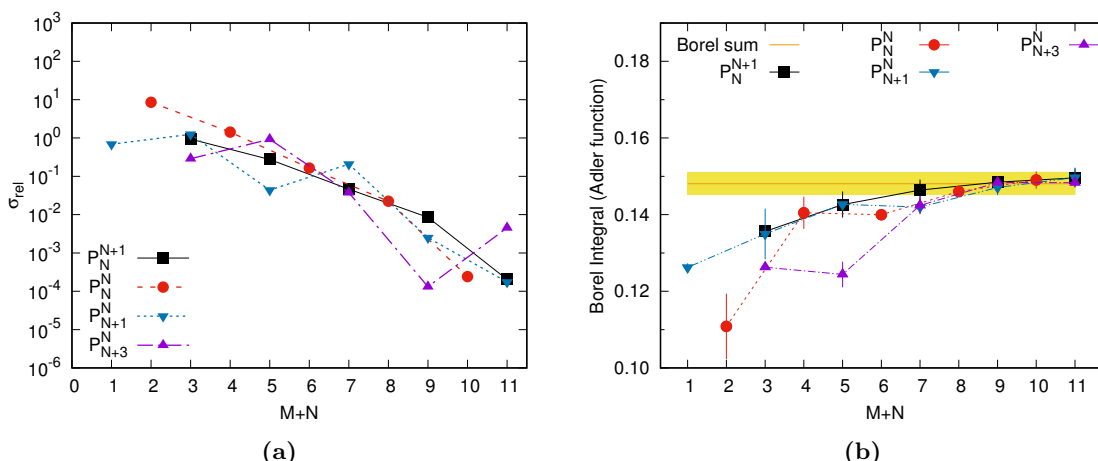 10^3
10^2
10^1
10^0
10^-1
10^-2
10^-3
10^-4
10^-5
10^-6
σ_rel
P_N^{N+1}
P_N^N
P_{N+1}^N
P_{N+3}^N
0 1 2 3 4 5 6 7 8 9 10 11
M+N
(a)
0.18
0.16
0.14
0.12
0.10
Borel Integral (Adler function)
Borel sum
P_N^{N+1}
P_N^N
P_{N+1}^N
P_{N+3}^N
1 2 3 4 5 6 7 8 9 10 11
M+N
(b)